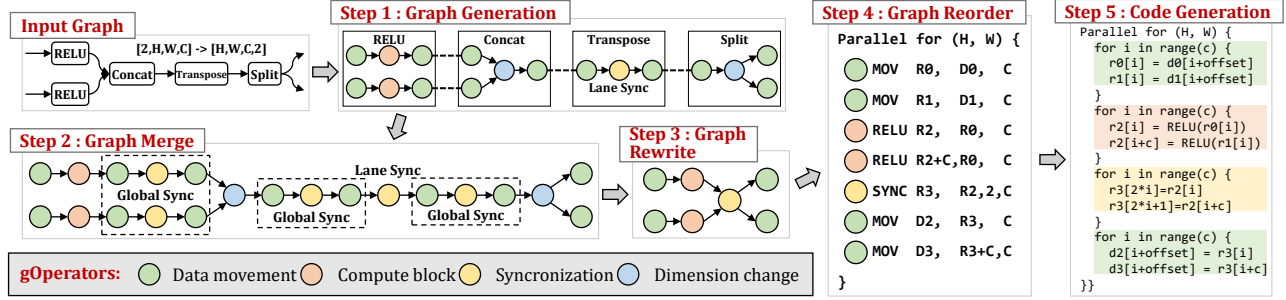 Input Graph
[2,H,W,C] -> [H,W,C,2]
RELU
RELU
Concat
Transpose
Split
Step 1 : Graph Generation
RELU
Concat
Transpose
Split
Lane Sync
Step 2 : Graph Merge
Lane Sync
Global Sync
Global Sync
Global Sync
Step 3 : Graph
Rewrite
gOperators:
Data movement
Compute block
Syncronization
Dimension change
Step 4 : Graph Reorder
Parallel for (H, W) {
MOV R0, D0, C
MOV R1, D1, C
RELU R2, R0, C
RELU R2+C,R0, C
SYNC R3, R2,2,C
MOV D2, R3, C
MOV D3, R3+C,C
}
Step 5 : Code Generation
Parallel for (H, W) {
for i in range(c) {
r0[i] = d0[i+offset]
r1[i] = d1[i+offset]
}
for i in range(c) {
r2[i] = RELU(r0[i])
r2[i+c] = RELU(r1[i])
}
for i in range(c) {
r3[2*i]=r2[i]
r3[2*i+1]=r2[i+c]
}
for i in range(c) {
d2[i+offset] = r3[i]
d3[i+offset] = r3[i+c]
}}